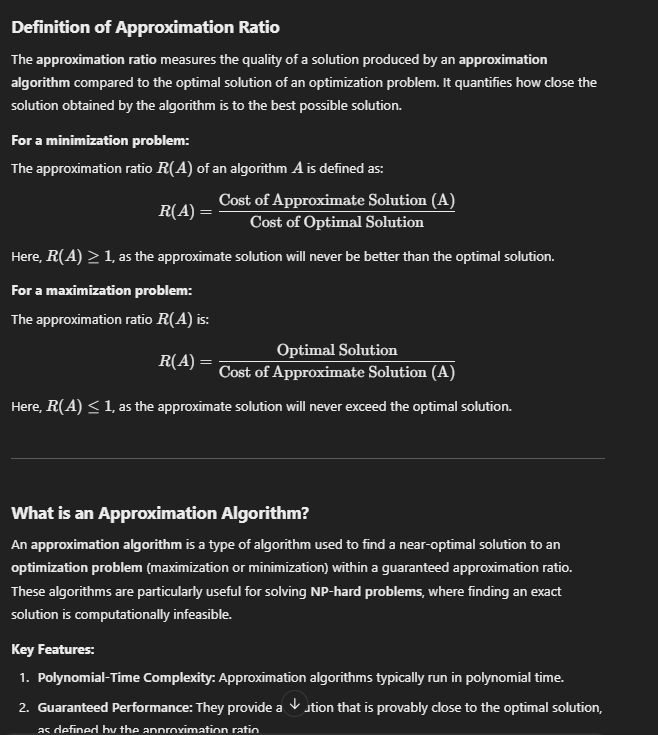 Definition of Approximation Ratio
The approximation ratio measures the quality of a solution produced by an approximation
algorithm compared to the optimal solution of an optimization problem. It quantifies how close the
solution obtained by the algorithm is to the best possible solution.
For a minimization problem:
The approximation ratio R(A) of an algorithm A is defined as:
R(A) = Cost of Approximate Solution (A) / Cost of Optimal Solution
Here, R(A) ≥ 1, as the approximate solution will never be better than the optimal solution.
For a maximization problem:
The approximation ratio R(A) is:
R(A) = Optimal Solution / Cost of Approximate Solution (A)
Here, R(A) ≤ 1, as the approximate solution will never exceed the optimal solution.
What is an Approximation Algorithm?
An approximation algorithm is a type of algorithm used to find a near-optimal solution to an
optimization problem (maximization or minimization) within a guaranteed approximation ratio.
These algorithms are particularly useful for solving NP-hard problems, where finding an exact
solution is computationally infeasible.
Key Features:
1. Polynomial-Time Complexity: Approximation algorithms typically run in polynomial time.
2. Guaranteed Performance: They provide a ution that is provably close to the optimal solution,
as defined by the approximation ratio